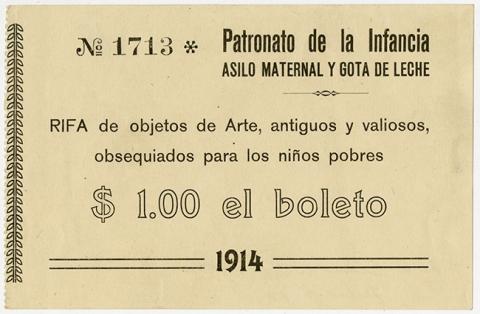 No 1713 *
Patronato de la Infancia
ASILO MATERNAL Y GOTA DE LECHE
RIFA de objetos de Arte, antiguos y valiosos,
obsequiados para los niños pobres
$ 1.00 el boleto
1914